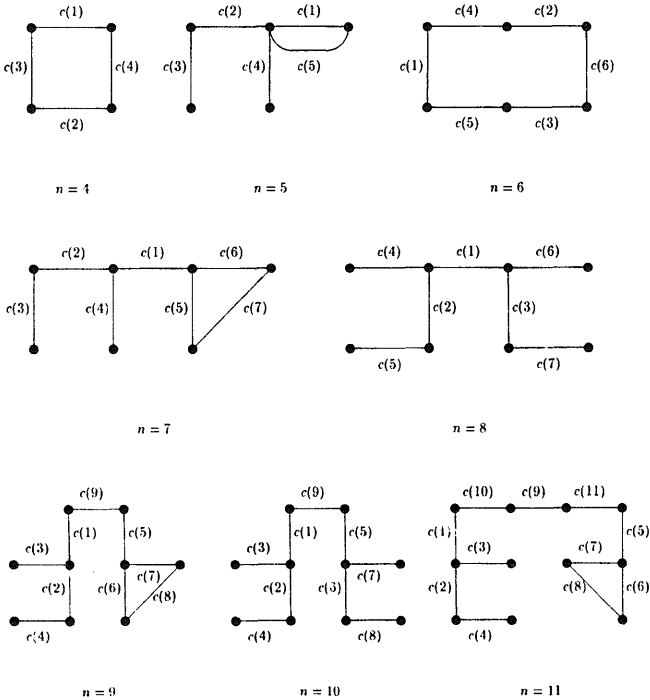 c(1) c(2) c(1) c(4) c(2)
c(3) c(4) c(3) c(4) c(5) c(1) c(6)
c(2) c(5) c(3)
n = 4 n = 5 n = 6
c(2) c(1) c(6) c(4) c(1) c(6)
c(3) c(4) c(5) c(7) c(2) c(3)
c(5) c(7)
n = 7 n = 8
c(9) c(9) c(10) c(9) c(11)
c(1) c(5) c(1) c(5) c(1) c(5)
c(3) c(3) c(3) c(7)
c(7) c(7)
c(2) c(6) c(8) c(2) c(6) c(2) c(8) c(6)
c(4) c(4) c(8) c(4)
n = 9 n = 10 n = 11